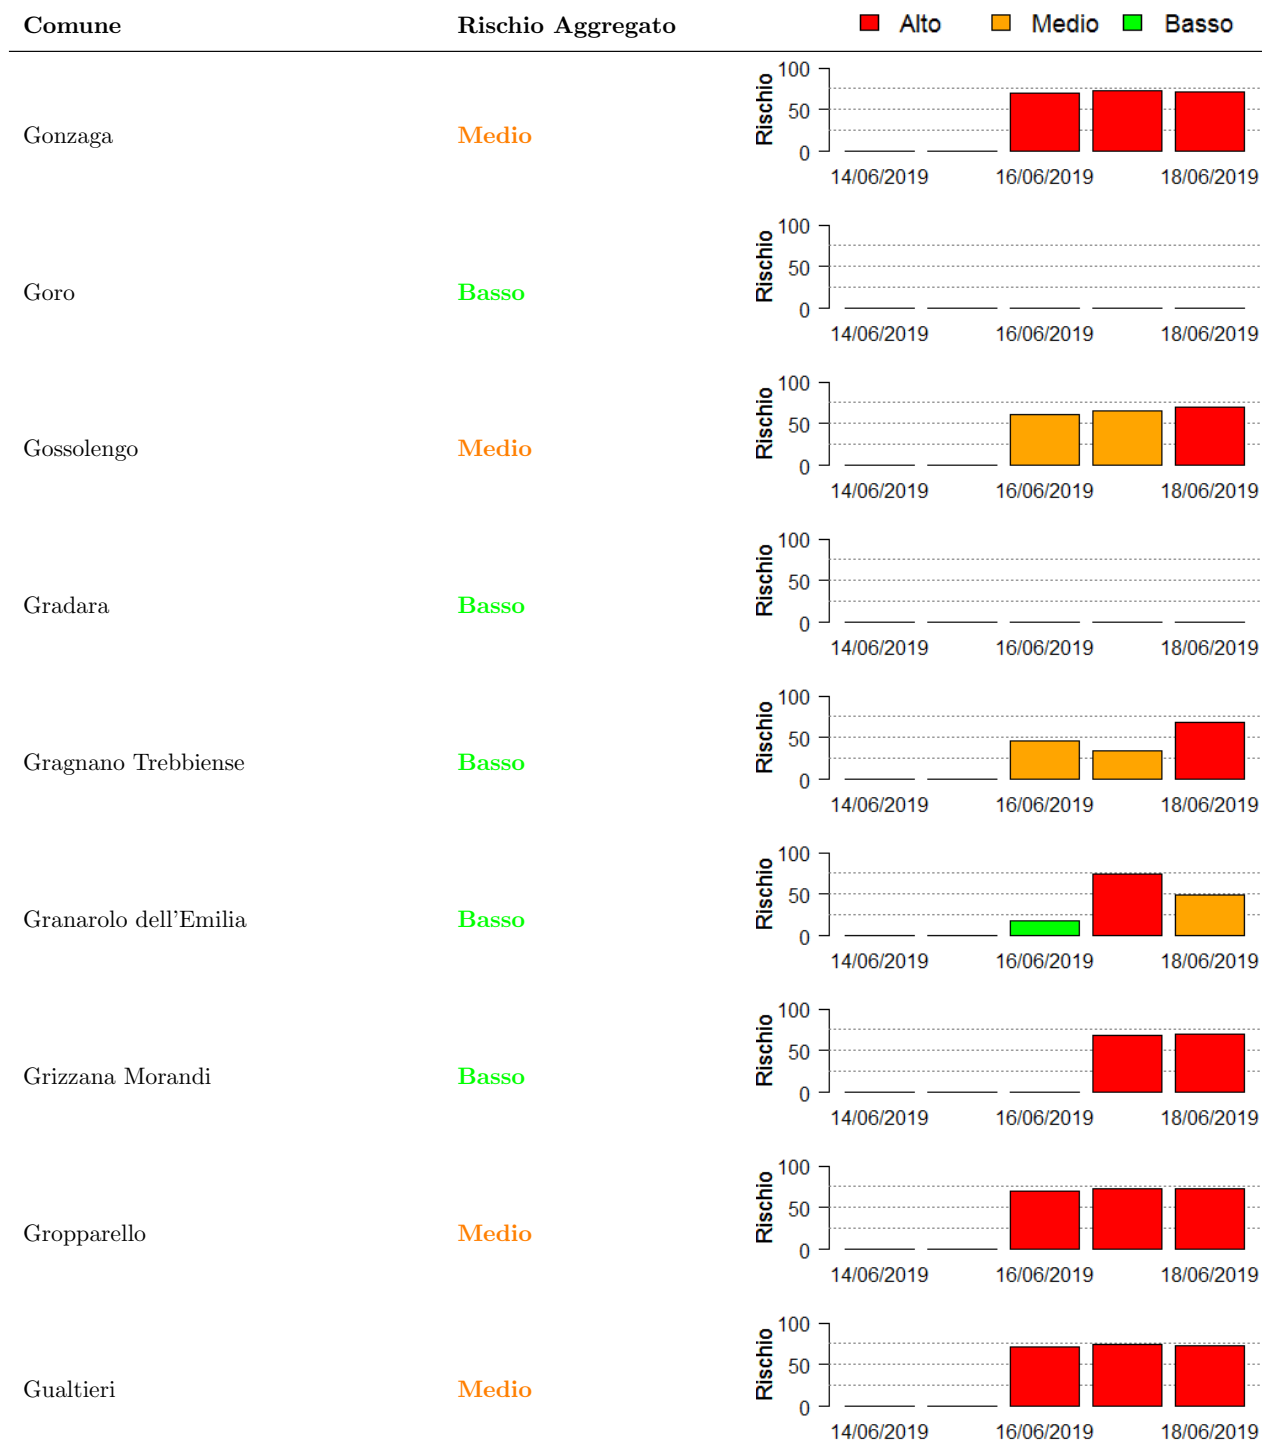 Comune Rischio Aggregato Alto Medio Basso
Gonzaga Medio Rischio 100 50 0
14/06/2019 16/06/2019 18/06/2019
Goro Basso Rischio 100 50 0
14/06/2019 16/06/2019 18/06/2019
Gossolengo Medio Rischio 100 50 0
14/06/2019 16/06/2019 18/06/2019
Gradara Basso Rischio 100 50 0
14/06/2019 16/06/2019 18/06/2019
Gragnano Trebbiense Basso Rischio 100 50 0
14/06/2019 16/06/2019 18/06/2019
Granarolo dell'Emilia Basso Rischio 100 50 0
14/06/2019 16/06/2019 18/06/2019
Grizzana Morandi Basso Rischio 100 50 0
14/06/2019 16/06/2019 18/06/2019
Gropparello Medio Rischio 100 50 0
14/06/2019 16/06/2019 18/06/2019
Gualtieri Medio Rischio 100 50 0
14/06/2019 16/06/2019 18/06/2019